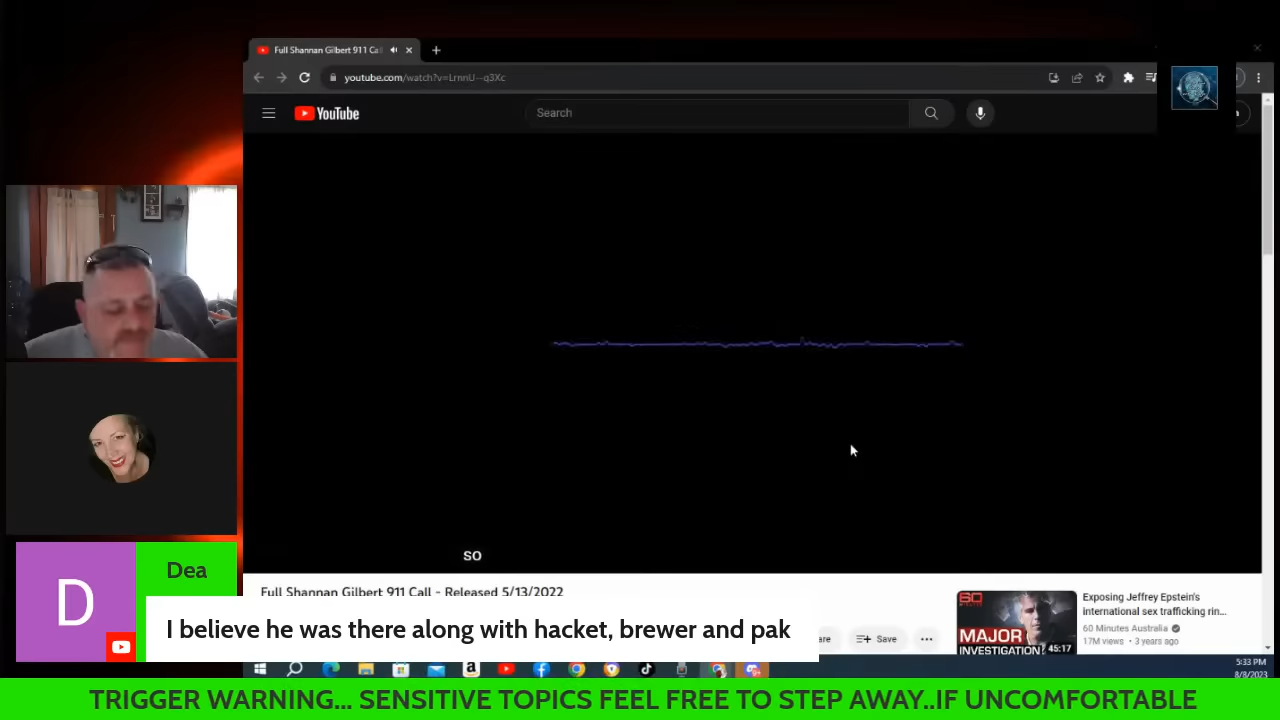 Full Shannan Gilbert 911 Ca
youtube.com/watch?v=LrnnU--q3Xc
YouTube
Search
SO
Full Shannan Gilbert 911 Call - Released 5/13/2022
Save
60
MAJOR
INVESTIGATION
45:17
Exposing Jeffrey Epstein's
international sex trafficking rin...
60 Minutes Australia
17M views • 3 years ago
D
Dea
I believe he was there along with hacket, brewer and pak
5:33 PM
8/8/2023
TRIGGER WARNING... SENSITIVE TOPICS FEEL FREE TO STEP AWAY..IF UNCOMFORTABLE